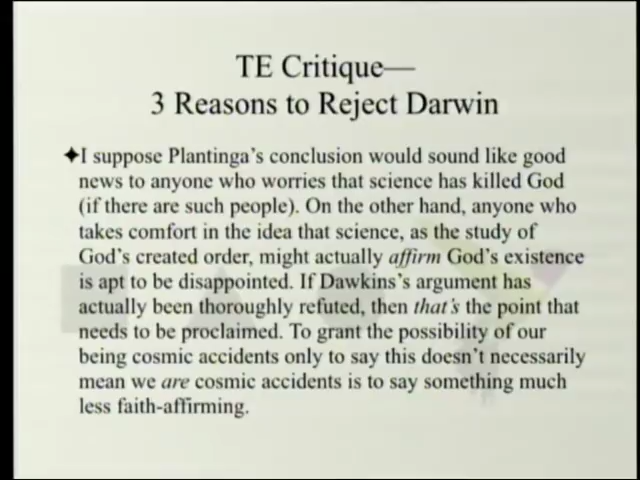 TE Critique—
3 Reasons to Reject Darwin
✦I suppose Plantinga's conclusion would sound like good
news to anyone who worries that science has killed God
(if there are such people). On the other hand, anyone who
takes comfort in the idea that science, as the study of
God's created order, might actually affirm God's existence
is apt to be disappointed. If Dawkins's argument has
actually been thoroughly refuted, then that's the point that
needs to be proclaimed. To grant the possibility of our
being cosmic accidents only to say this doesn't necessarily
mean we are cosmic accidents is to say something much
less faith-affirming.